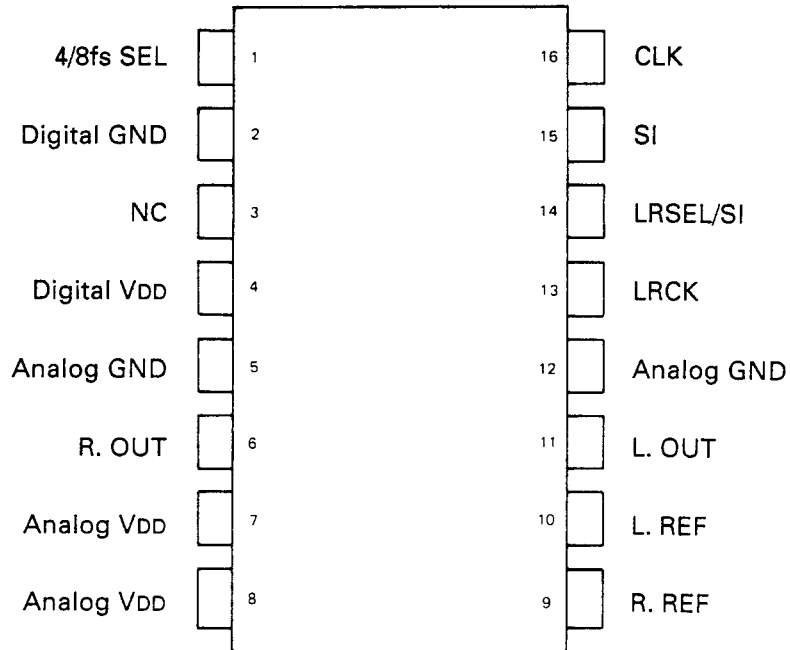 4/8fs SEL 1 16 CLK
Digital GND 2 15 SI
NC 3 14 LRSEL/SI
Digital VDD 4 13 LRCK
Analog GND 5 12 Analog GND
R. OUT 6 11 L. OUT
Analog VDD 7 10 L. REF
Analog VDD 8 9 R. REF